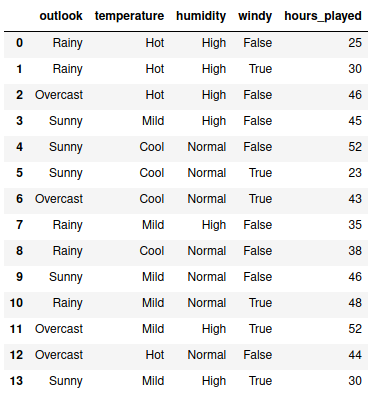 outlook temperature humidity windy hours_played
0 Rainy Hot High False 25
1 Rainy Hot High True 30
2 Overcast Hot High False 46
3 Sunny Mild High False 45
4 Sunny Cool Normal False 52
5 Sunny Cool Normal True 23
6 Overcast Cool Normal True 43
7 Rainy Mild High False 35
8 Rainy Cool Normal False 38
9 Sunny Mild Normal False 46
10 Rainy Mild Normal True 48
11 Overcast Mild High True 52
12 Overcast Hot Normal False 44
13 Sunny Mild High True 30